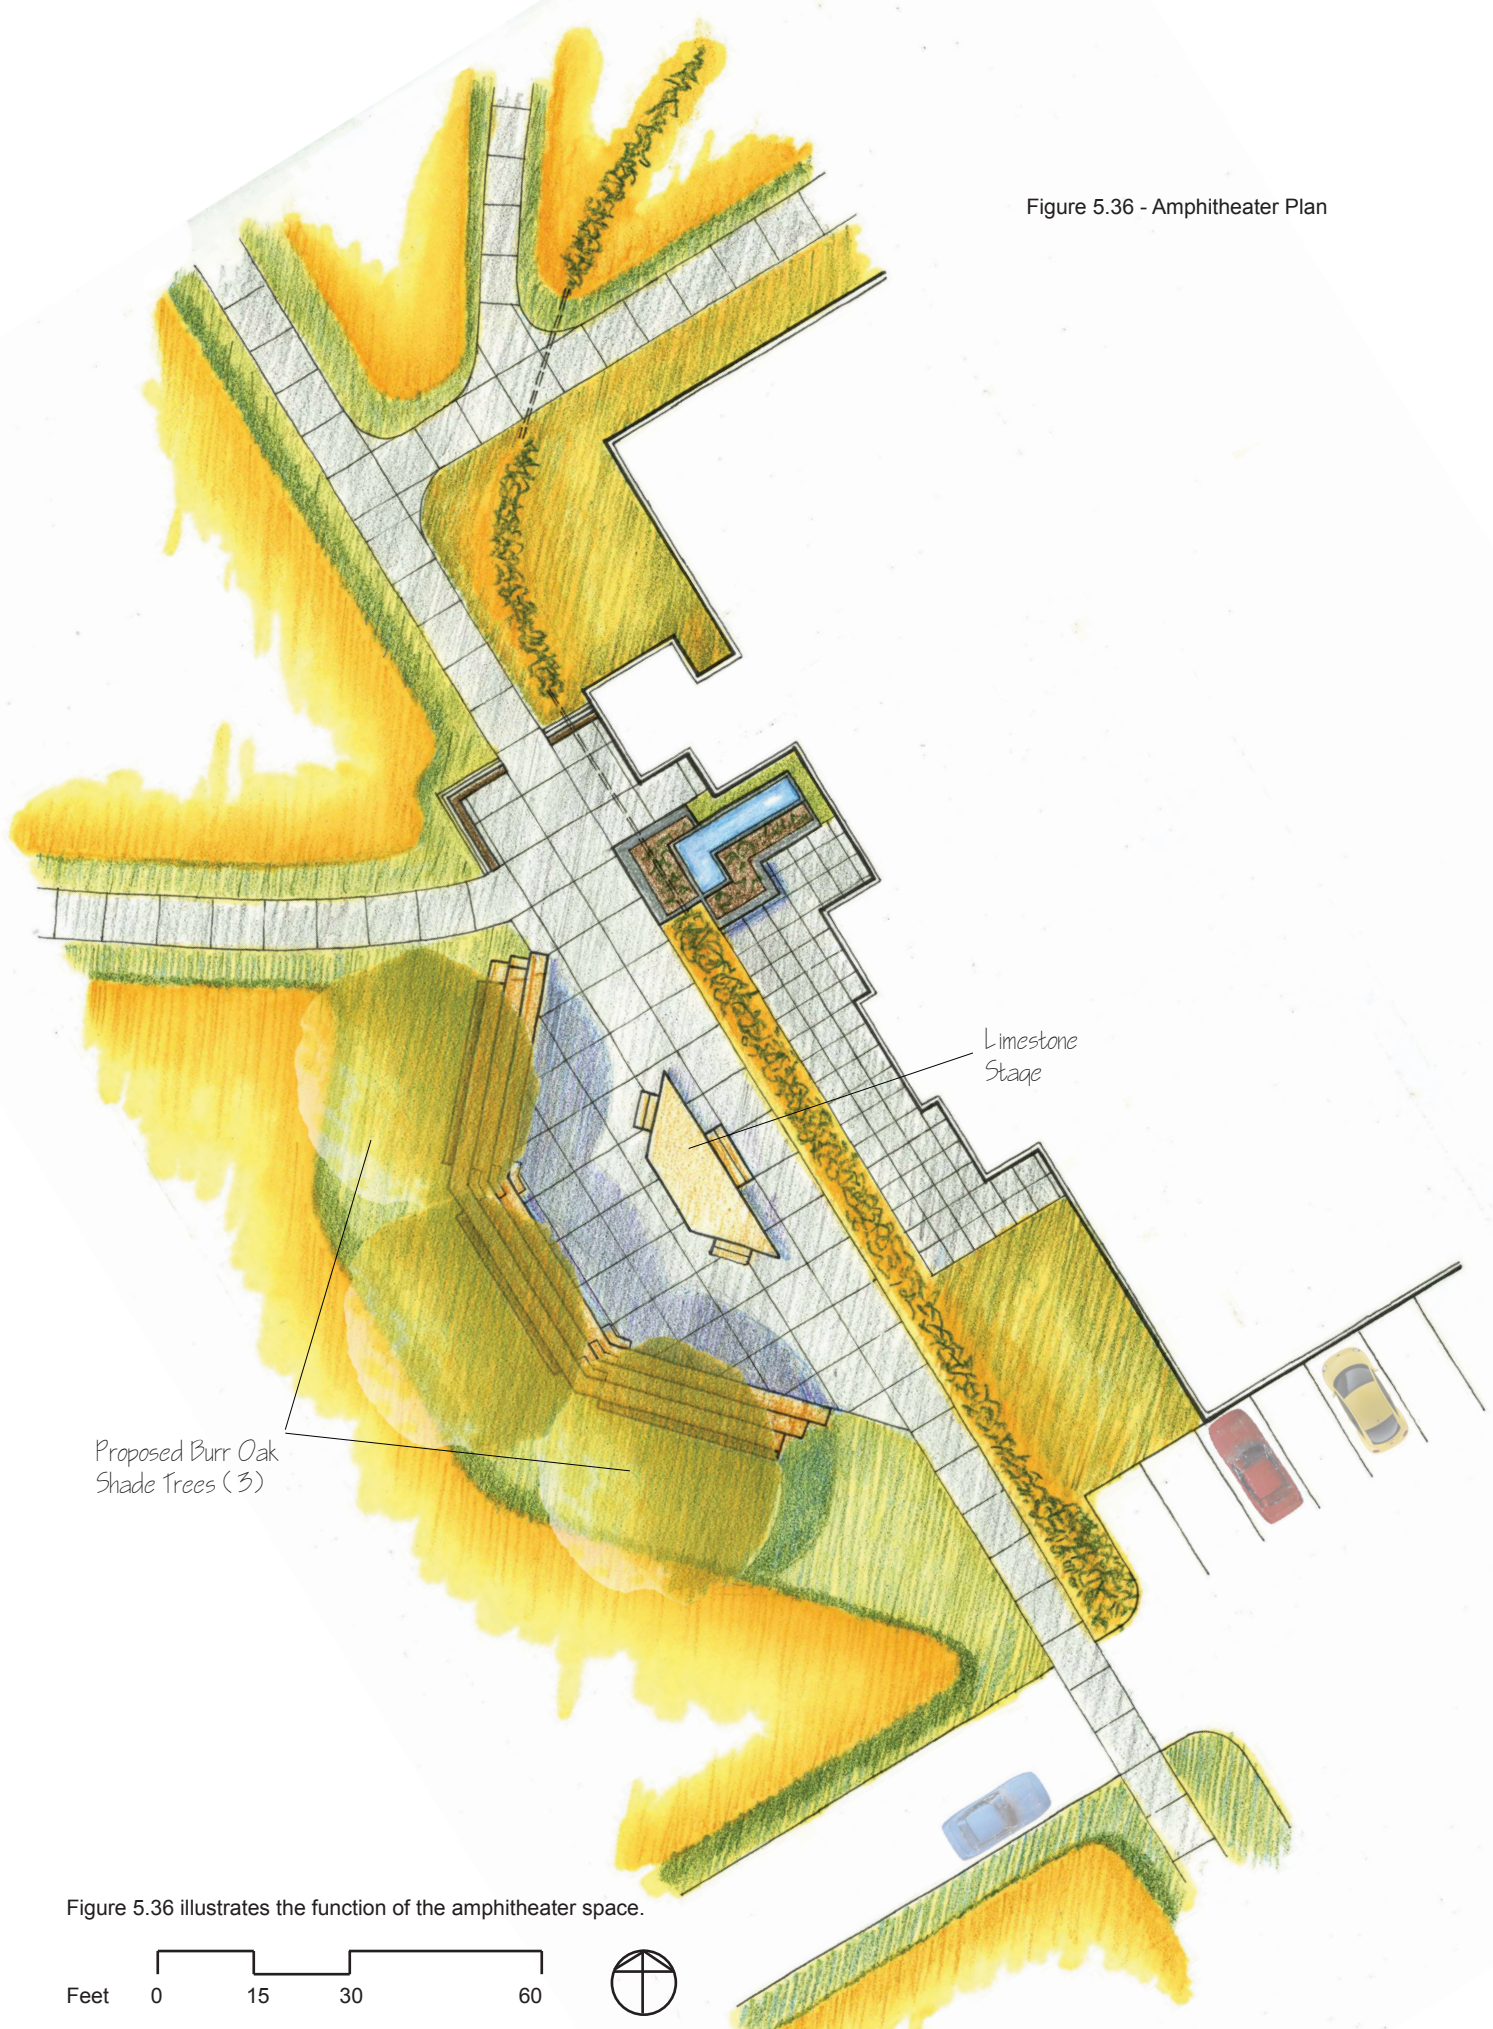 Figure 5.36 - Amphitheater Plan
Limestone
Stage
Proposed Burr Oak
Shade Trees (3)
Figure 5.36 illustrates the function of the amphitheater space.
Feet 0 15 30 60